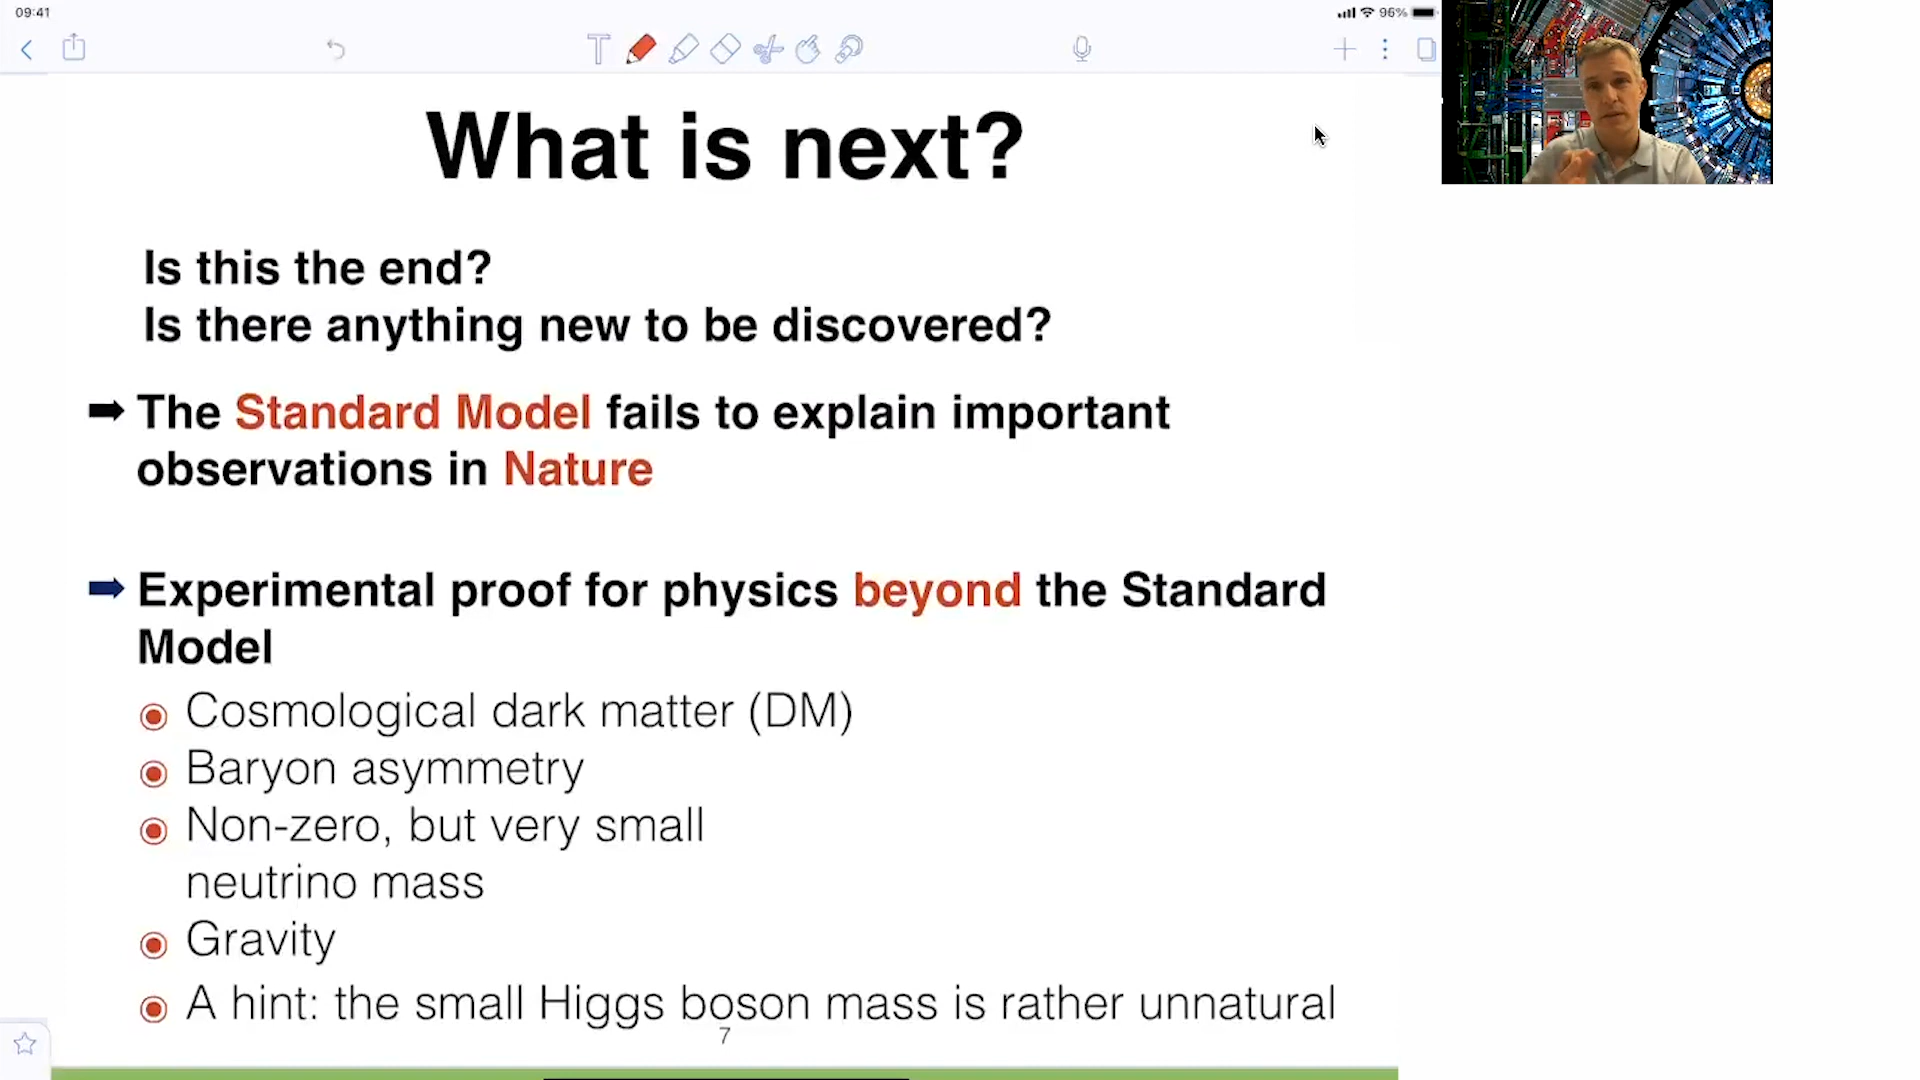 09:41
96%
What is next?
Is this the end?
Is there anything new to be discovered?
The Standard Model fails to explain important
observations in Nature
Experimental proof for physics beyond the Standard
Model
Cosmological dark matter (DM)
Baryon asymmetry
Non-zero, but very small
neutrino mass
Gravity
A hint: the small Higgs boson mass is rather unnatural
7